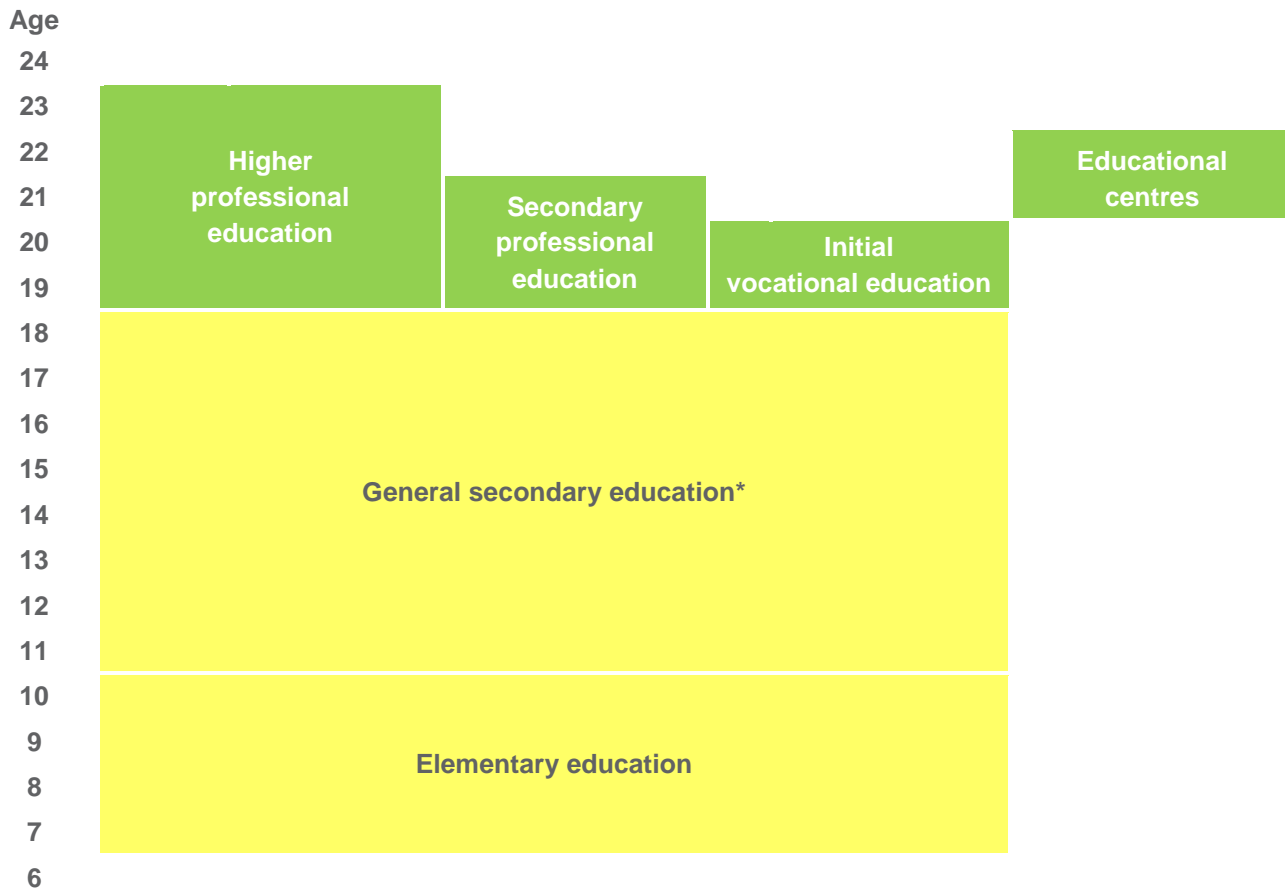 Age
24
23
22
21
20
19
18
17
16
15
14
13
12
11
10
9
8
7
6
Higher
professional
education
Secondary
professional
education
Initial
vocational education
Educational
centres
General secondary education*
Elementary education